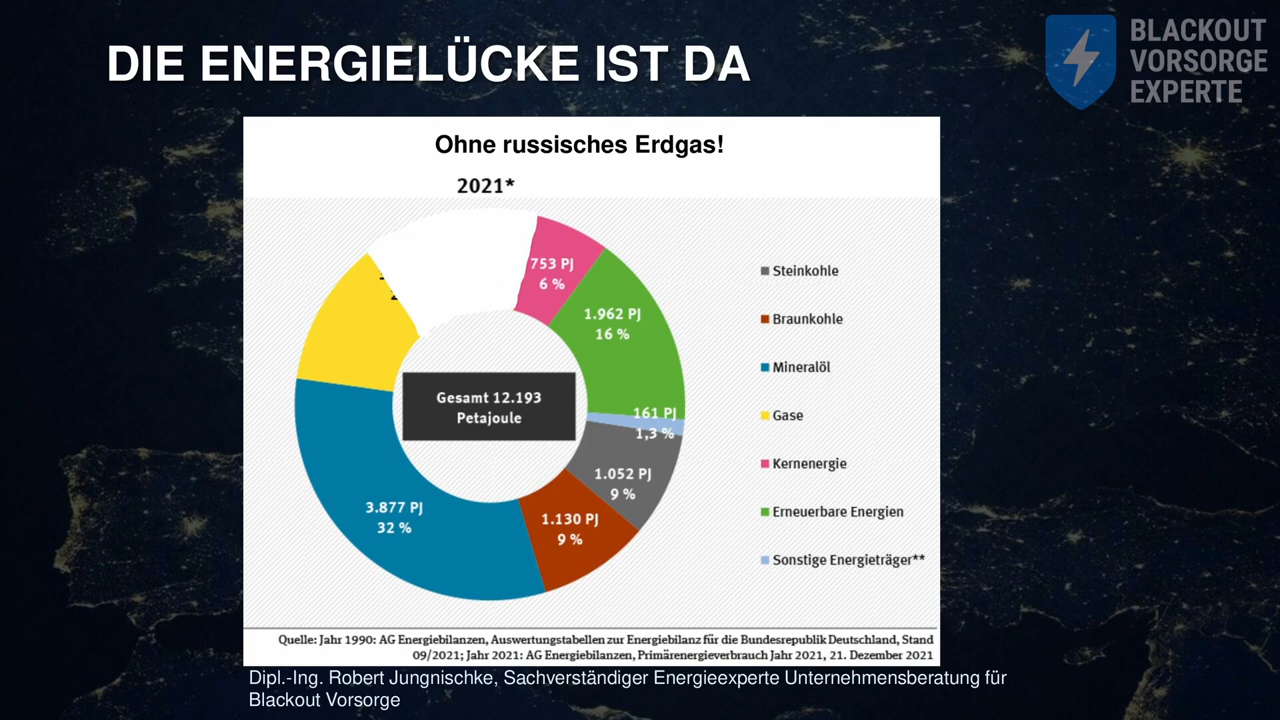 DIE ENERGIELÜCKE IST DA
BLACKOUT
VORSORGE
EXPERTE
Ohne russisches Erdgas!
2021*
753 PJ
6 %
1.962 PJ
16 %
161 PJ
1,3 %
1.052 PJ
9 %
1.130 PJ
9 %
3.877 PJ
32 %
Gesamt 12.193
Petajoule
Steinkohle
Braunkohle
Mineralöl
Gase
Kernenergie
Erneuerbare Energien
Sonstige Energieträger**
Quelle: Jahr 1990: AG Energiebilanzen, Auswertungstabellen zur Energiebilanz für die Bundesrepublik Deutschland, Stand
09/2021; Jahr 2021: AG Energiebilanzen, Primärenergieverbrauch Jahr 2021, 21. Dezember 2021
Dipl.-Ing. Robert Jungnischke, Sachverständiger Energieexperte Unternehmensberatung für
Blackout Vorsorge